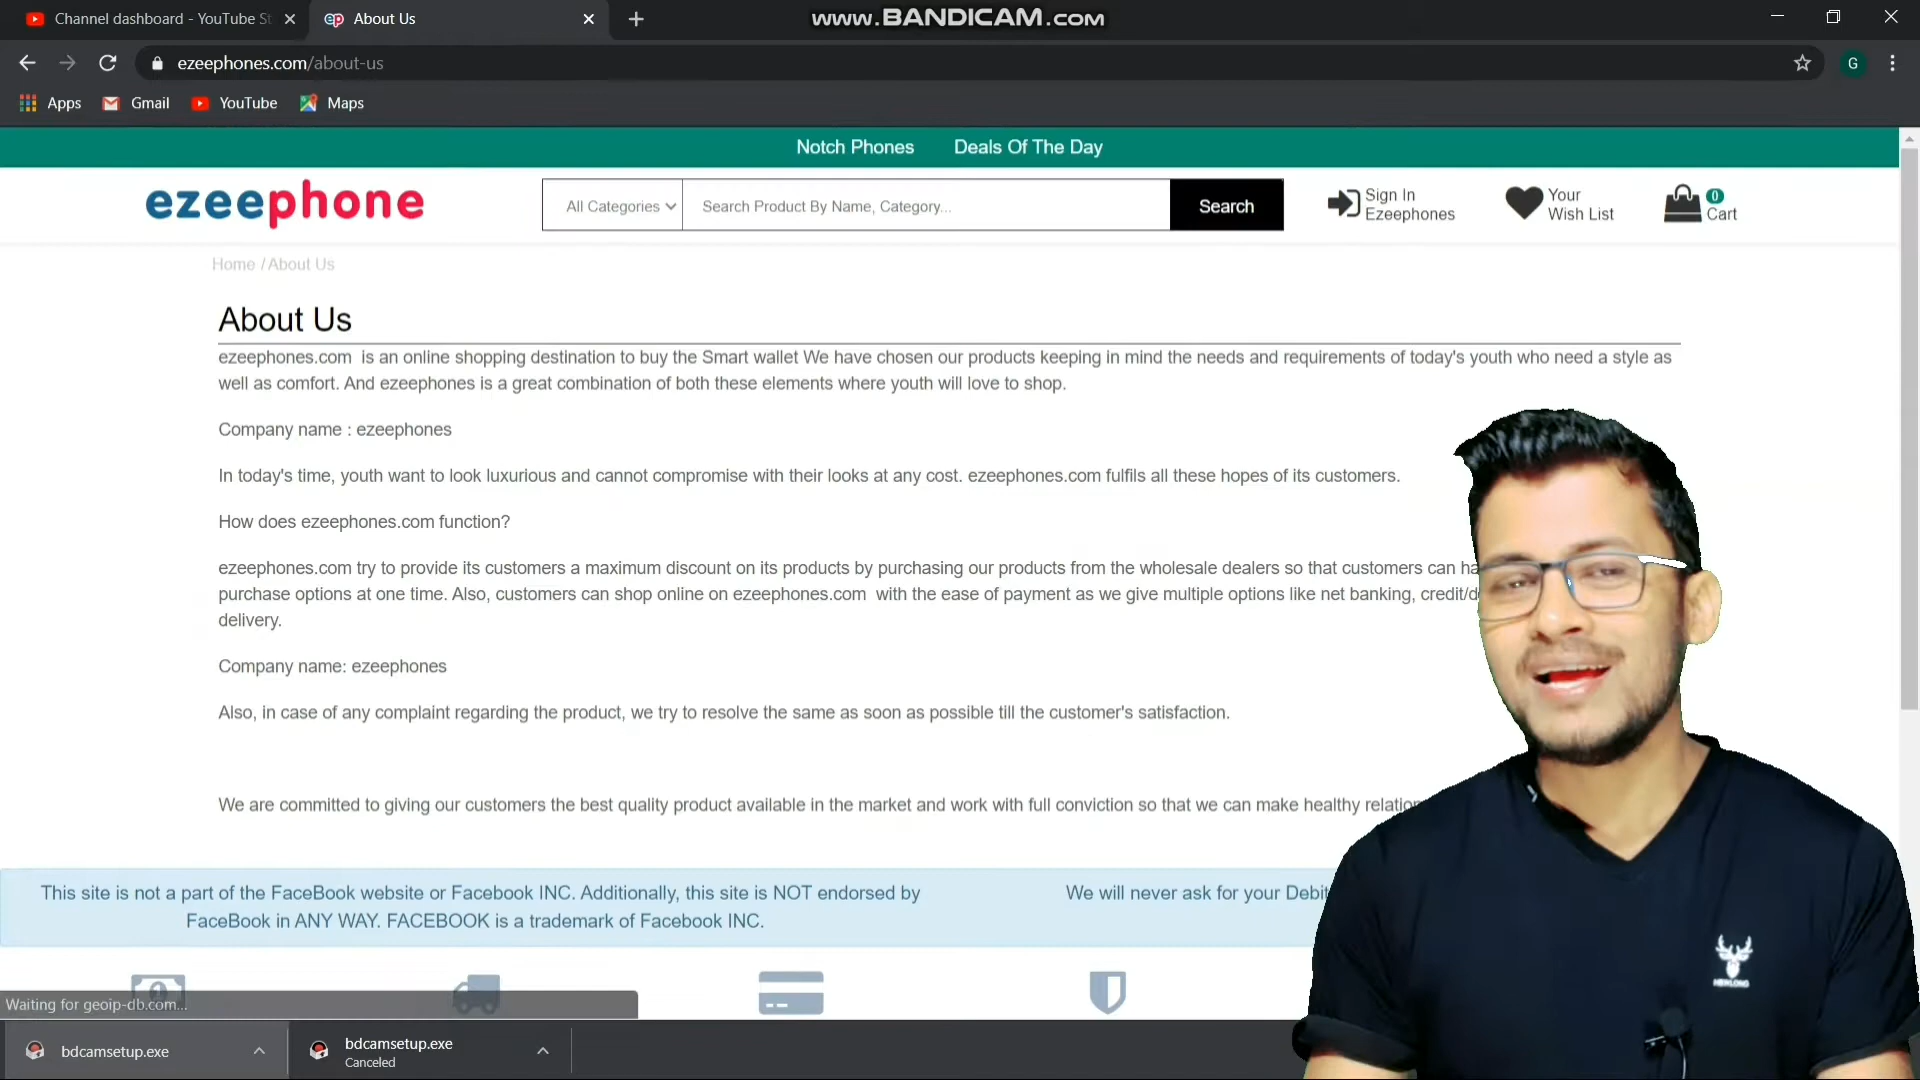 Channel dashboard - YouTube St
About Us
www.BANDICAM.com
ezeephones.com/about-us
G
Apps
Gmail
YouTube
Maps
Notch Phones
Deals Of The Day
ezeephone
All Categories
Search Product By Name, Category...
Search
Sign In
Ezeephones
Your
Wish List
0
Cart
Home / About Us
About Us
ezeephones.com is an online shopping destination to buy the Smart wallet We have chosen our products keeping in mind the needs and requirements of today's youth who need a style as
well as comfort. And ezeephones is a great combination of both these elements where youth will love to shop.
Company name : ezeephones
In today's time, youth want to look luxurious and cannot compromise with their looks at any cost. ezeephones.com fulfils all these hopes of its customers.
How does ezeephones.com function?
ezeephones.com try to provide its customers a maximum discount on its products by purchasing our products from the wholesale dealers so that customers can ha
purchase options at one time. Also, customers can shop online on ezeephones.com with the ease of payment as we give multiple options like net banking, credit/d
delivery.
Company name: ezeephones
Also, in case of any complaint regarding the product, we try to resolve the same as soon as possible till the customer's satisfaction.
We are committed to giving our customers the best quality product available in the market and work with full conviction so that we can make healthy relation
This site is not a part of the FaceBook website or Facebook INC. Additionally, this site is NOT endorsed by
FaceBook in ANY WAY. FACEBOOK is a trademark of Facebook INC.
We will never ask for your Debit
Waiting for geoip-db.com...
bdcamsetup.exe
bdcamsetup.exe
Canceled